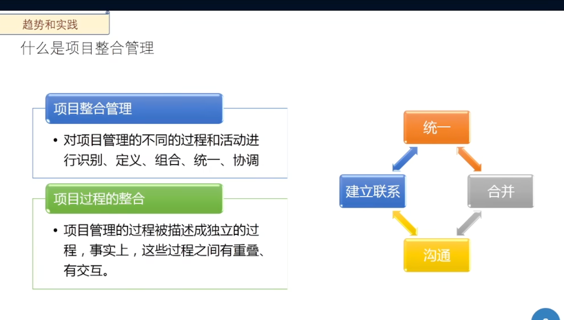 趋势和实践
什么是项目整合管理
项目整合管理
• 对项目管理的不同的过程和活动进
行识别、定义、组合、统一、协调
项目过程的整合
• 项目管理的过程被描述成独立的过
程，事实上，这些过程之间有重叠、
有交互。
统一
建立联系
合并
沟通